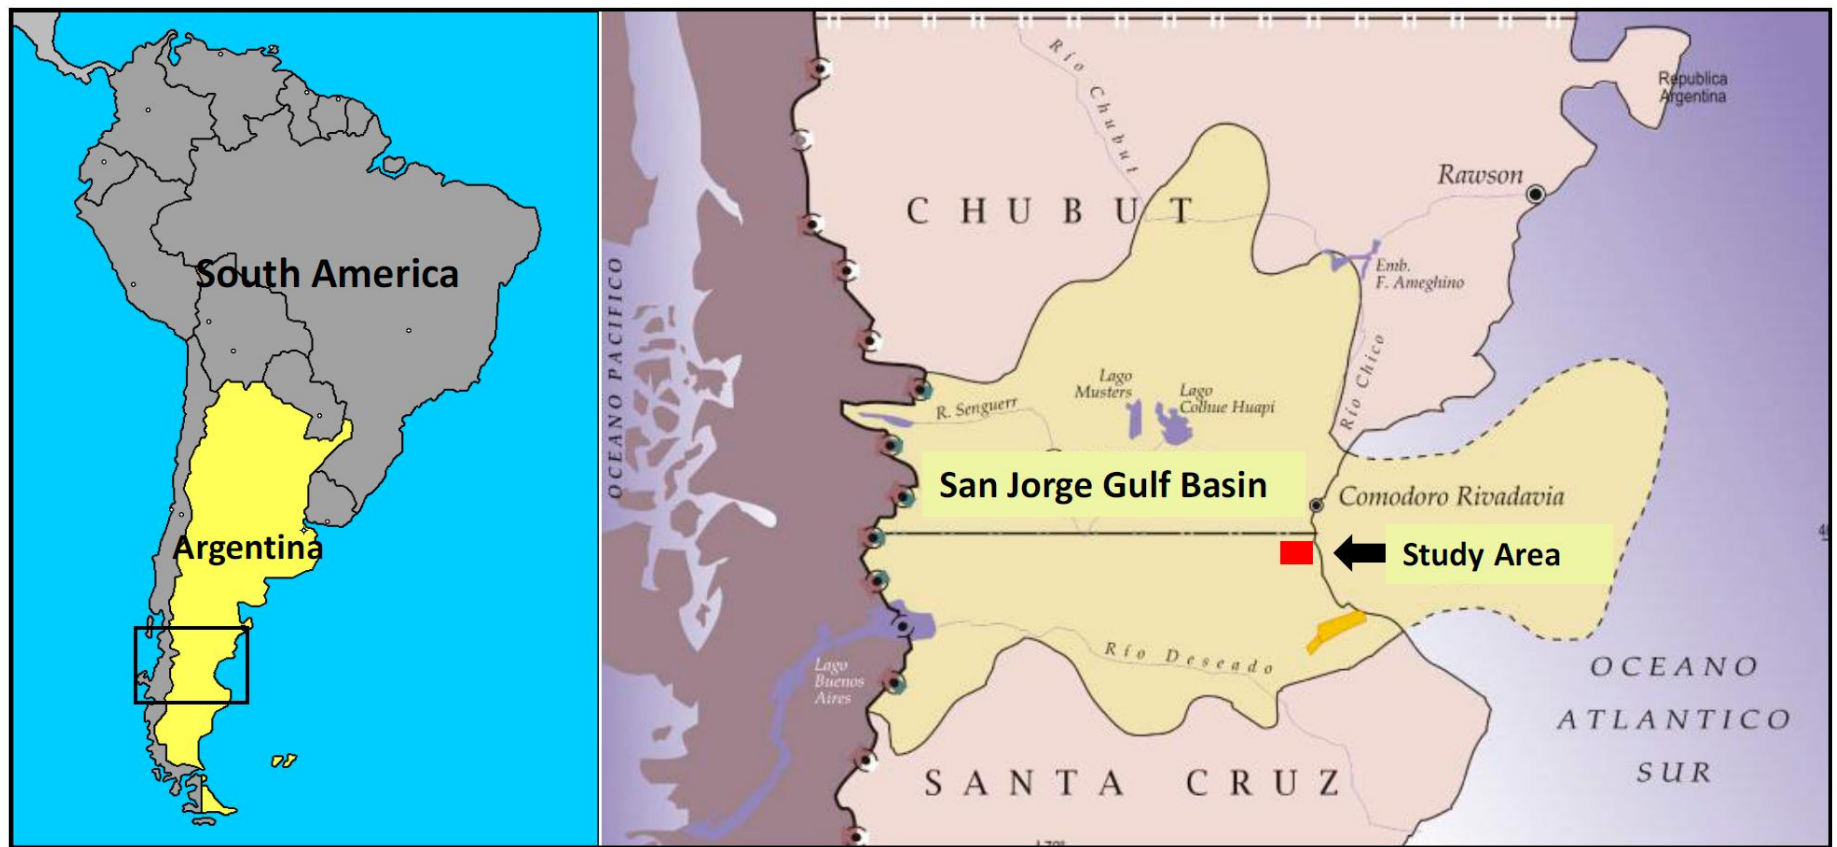 South America
Argentina
Republica
Argentina
Río Chubut
Rawson
CHUBUT
Emb.
F. Ameghino
OCEANO PACIFICO
Río Chico
Lago
Musters
Lago
Colhue Huapi
R. Senguerr
San Jorge Gulf Basin
Comodoro Rivadavia
Study Area
Río Deseado
Lago
Buenos
Aires
OCEANO
ATLANTICO
SUR
SANTA CRUZ